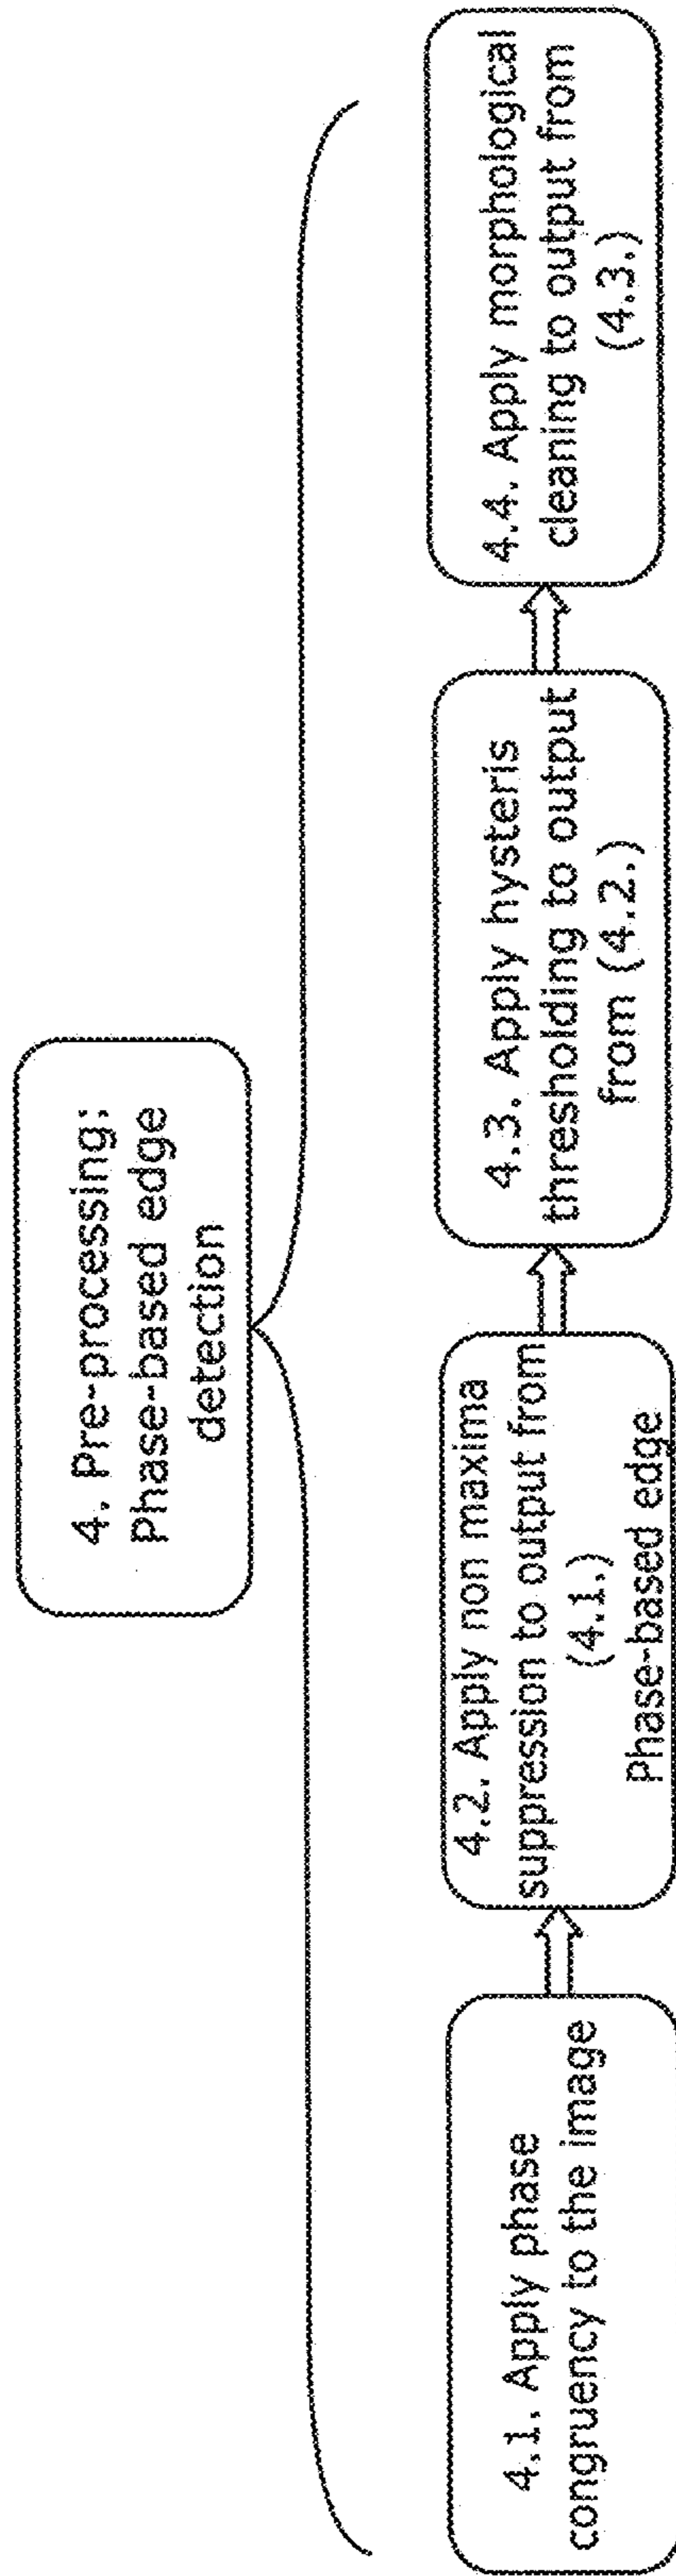 4. Pre-processing:
Phase-based edge
detection
4.1. Apply phase
congruency to the image
4.2. Apply non maxima
suppression to output from
(4.1.)
Phase-based edge
4.3. Apply hysteris
thresholding to output
from (4.2.)
4.4. Apply morphological
cleaning to output from
(4.3.)